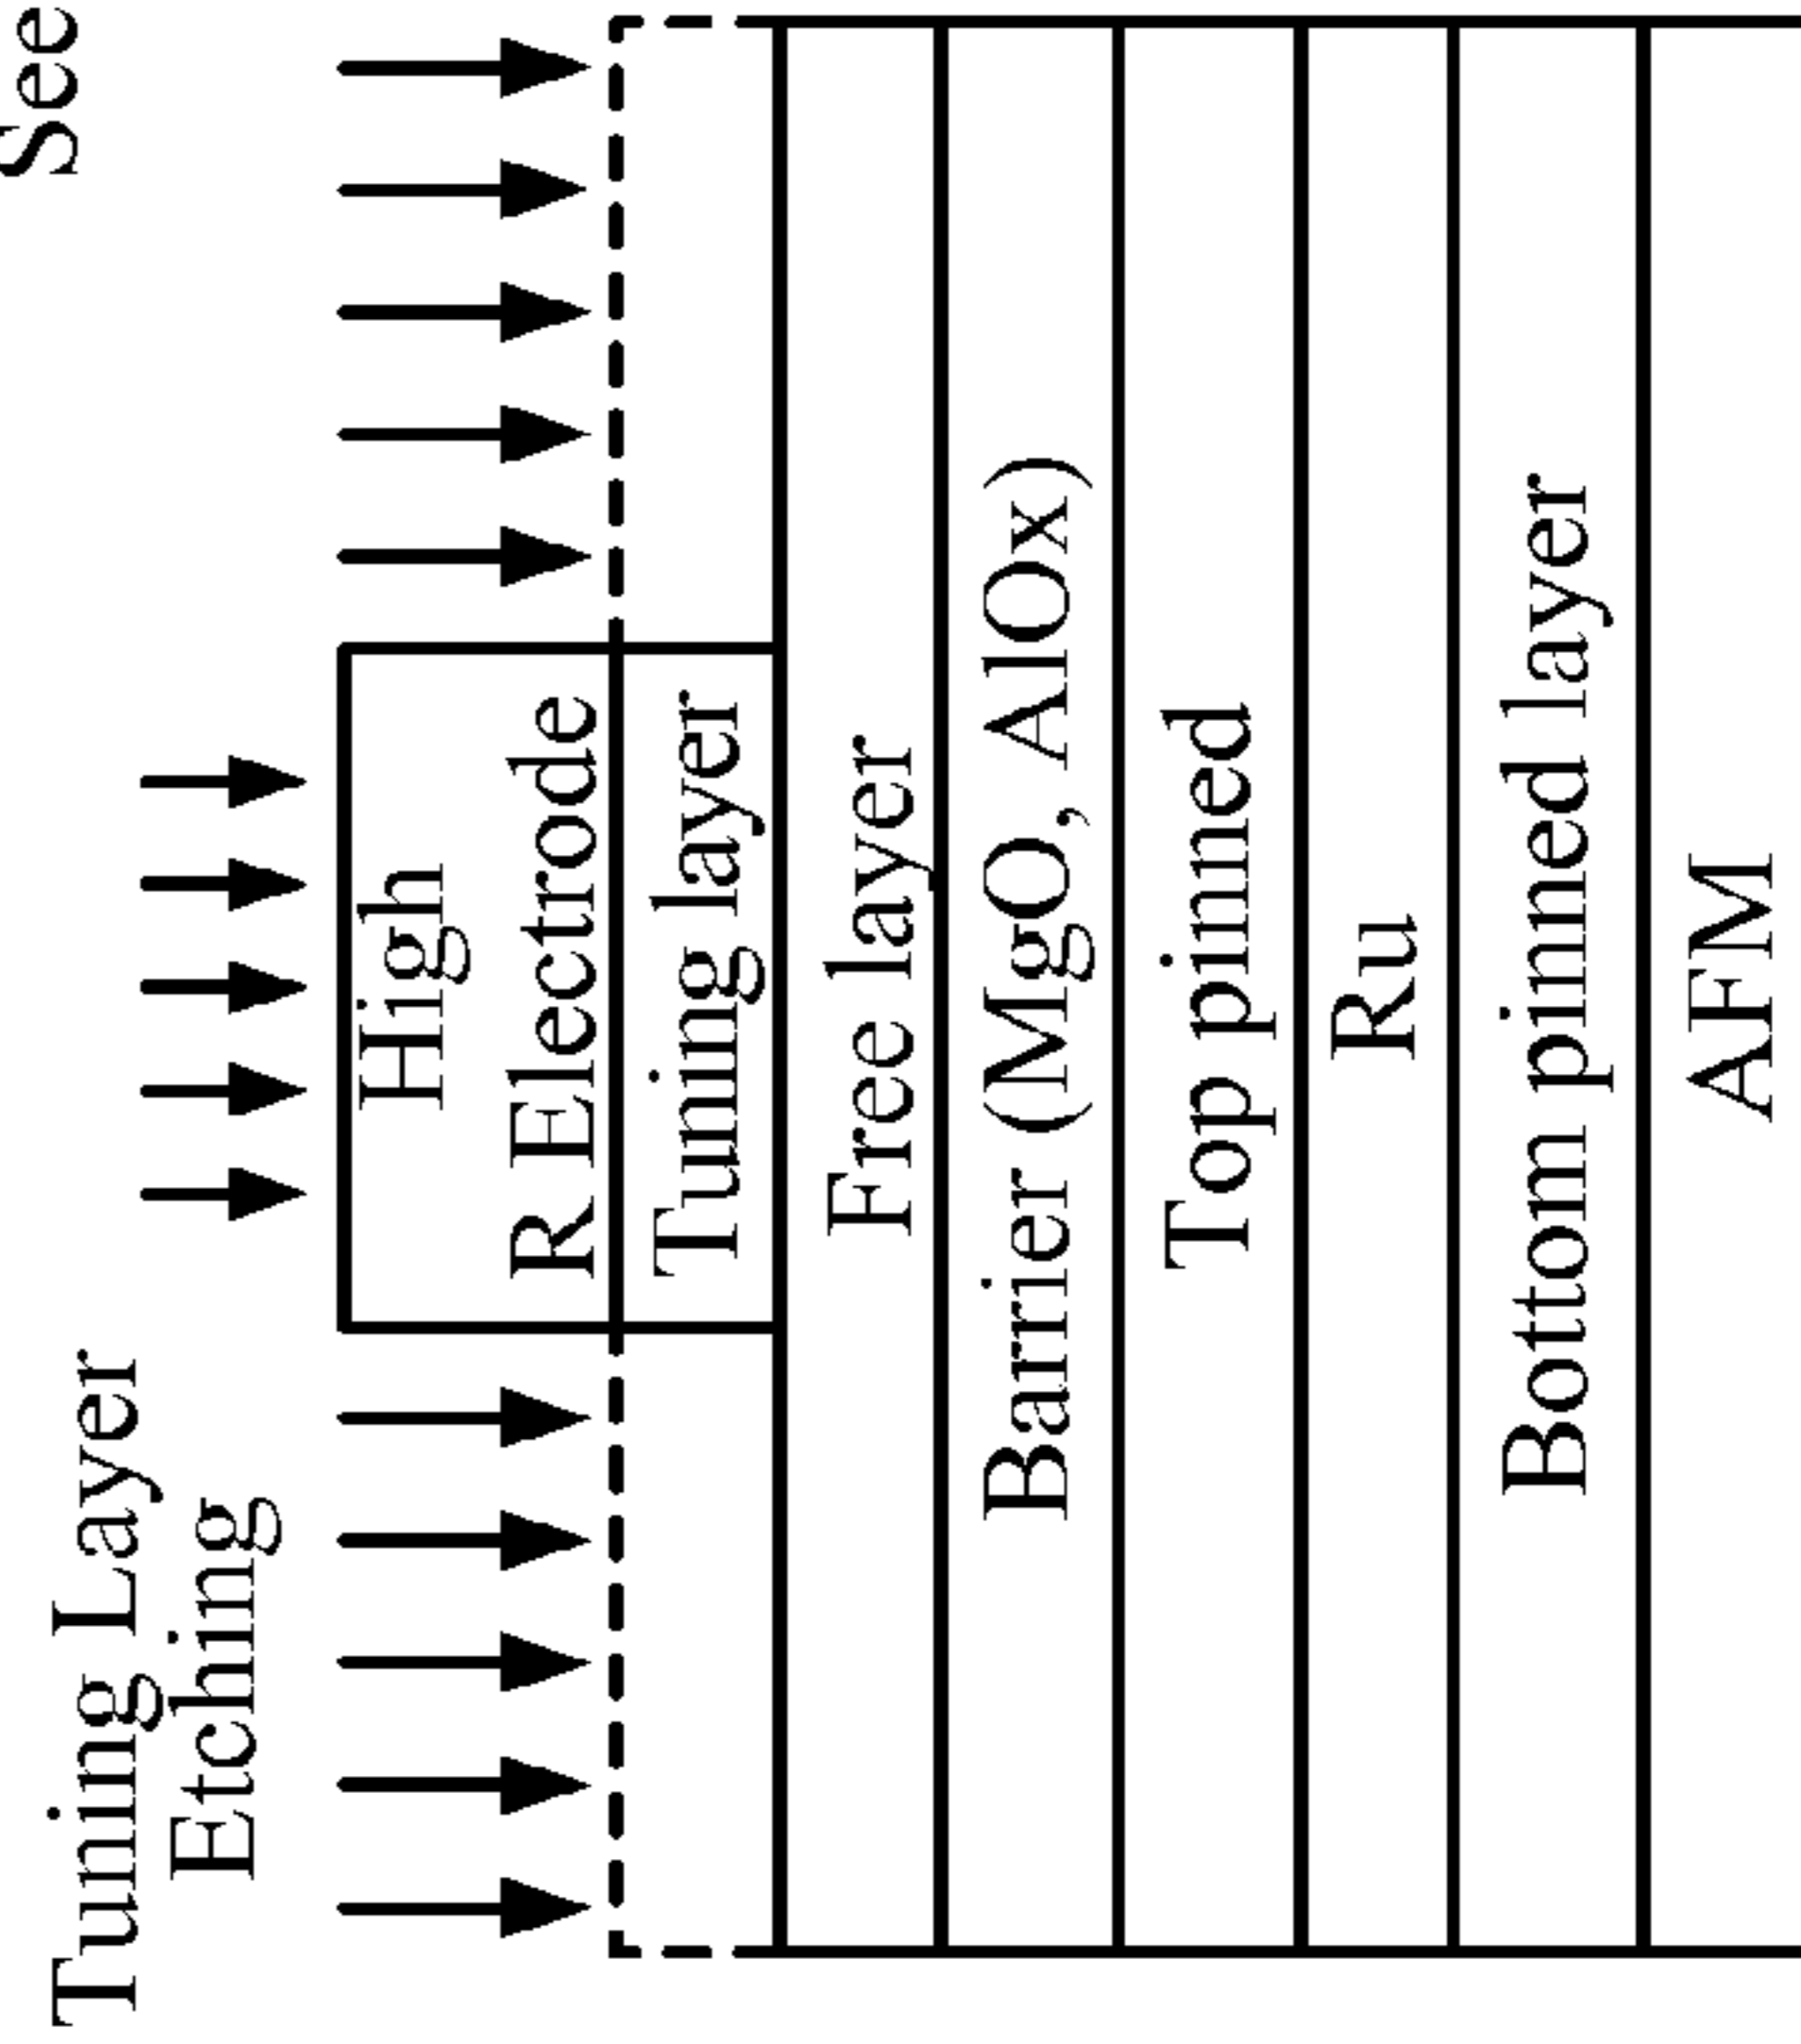 Tuning Layer
Etching
See
High
R Electrode
Tuning layer
Free layer
Barrier (MgO, AlOx)
Top pinned
Ru
Bottom pinned layer
AFM